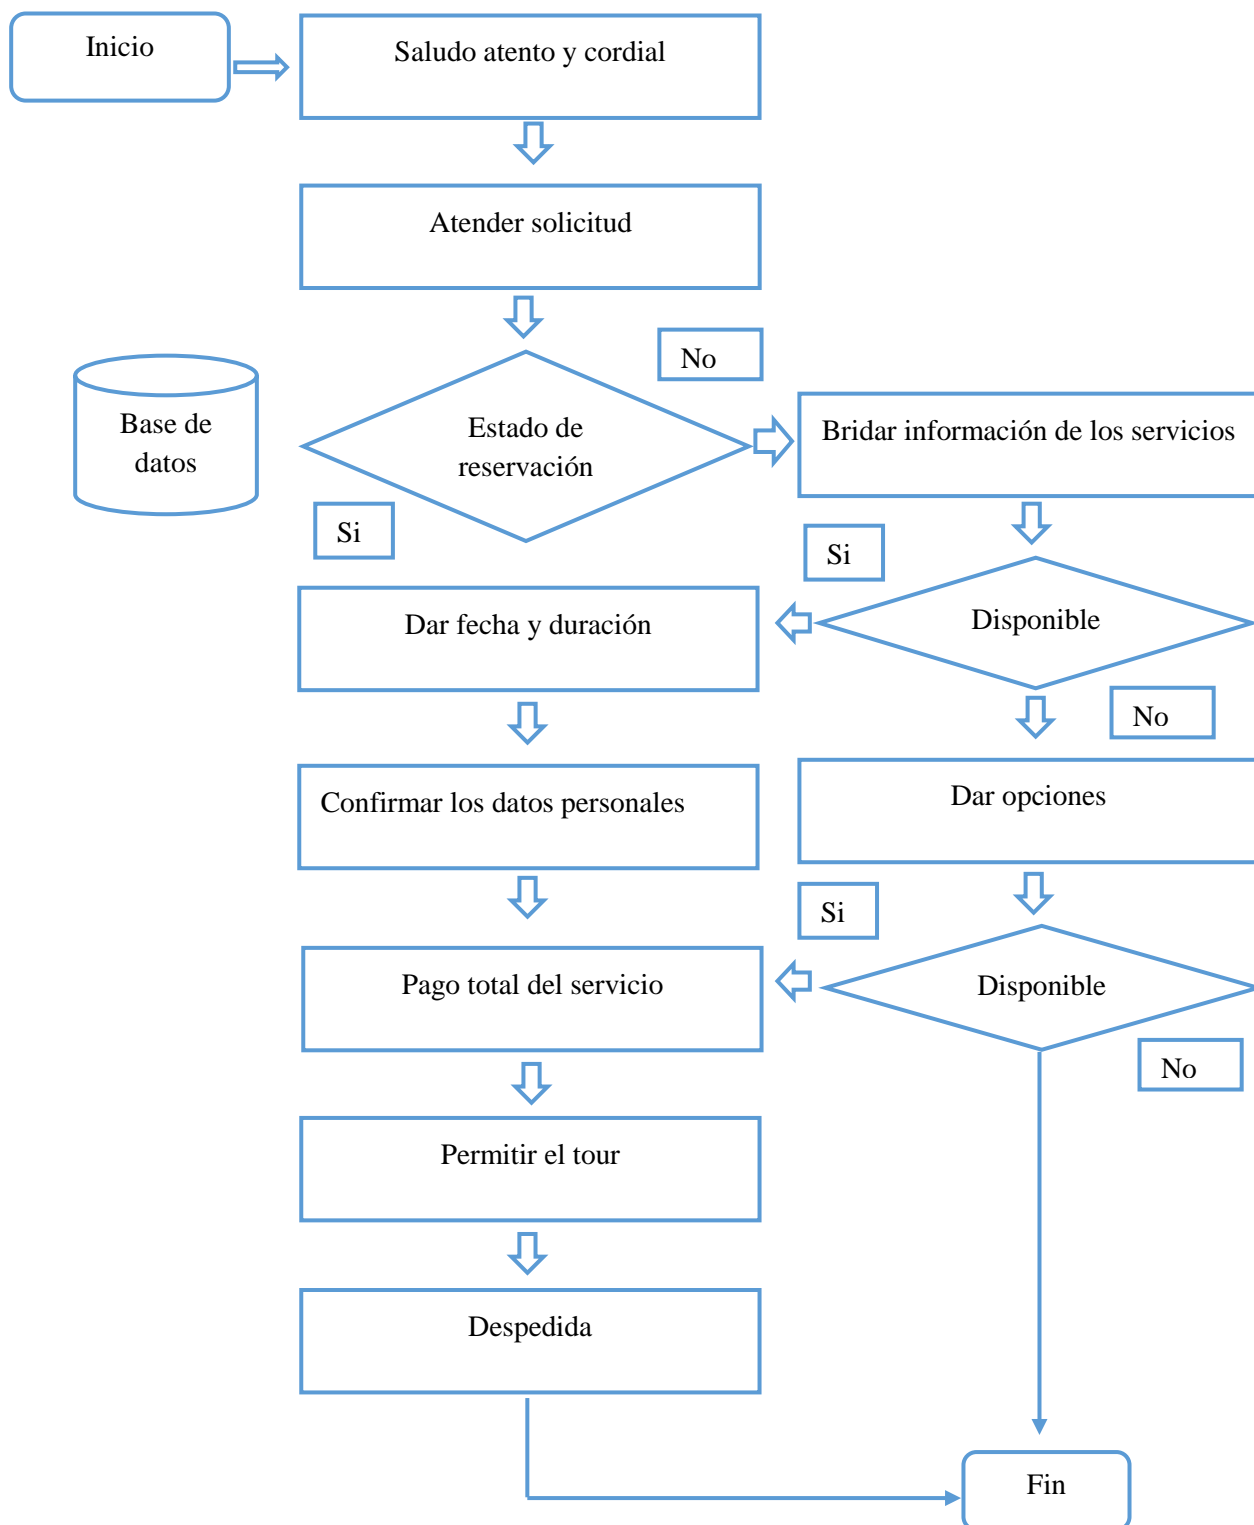 Inicio
Saludo atento y cordial
Atender solicitud
No
Base de
datos
Estado de
reservación
Bridar información de los servicios
Si
Si
Dar fecha y duración
Disponible
No
Confirmar los datos personales
Dar opciones
Si
Pago total del servicio
Disponible
No
Permitir el tour
Despedida
Fin